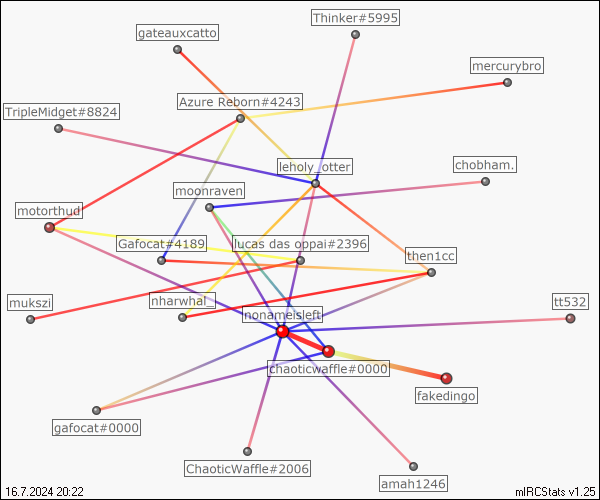 Thinker#5995
gateauxcatto
mercurybro
Azure Reborn#4243
TripleMidget#8824
leholy_otter
chobham.
moonraven
motorthud
Gafocat#4189
lucas das oppai#2396
then1cc
mukszi
nharwhal_
nonameisleft
tt532
chaoticwaffle#0000
fakedingo
gafocat#0000
ChaoticWaffle#2006
amah1246
16.7.2024 20:22
mIRCStats v1.25